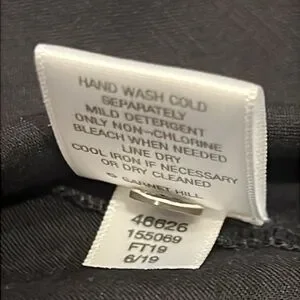 HAND WASH COLD
SEPARATELY
MILD DETERGENT
ONLY NON-CHLORINE
BLEACH WHEN NEEDED
LINE DRY
COOL IRON IF NECESSARY
OR DRY CLEANED
GARNET HILL
46626
155069
FT19
6/19